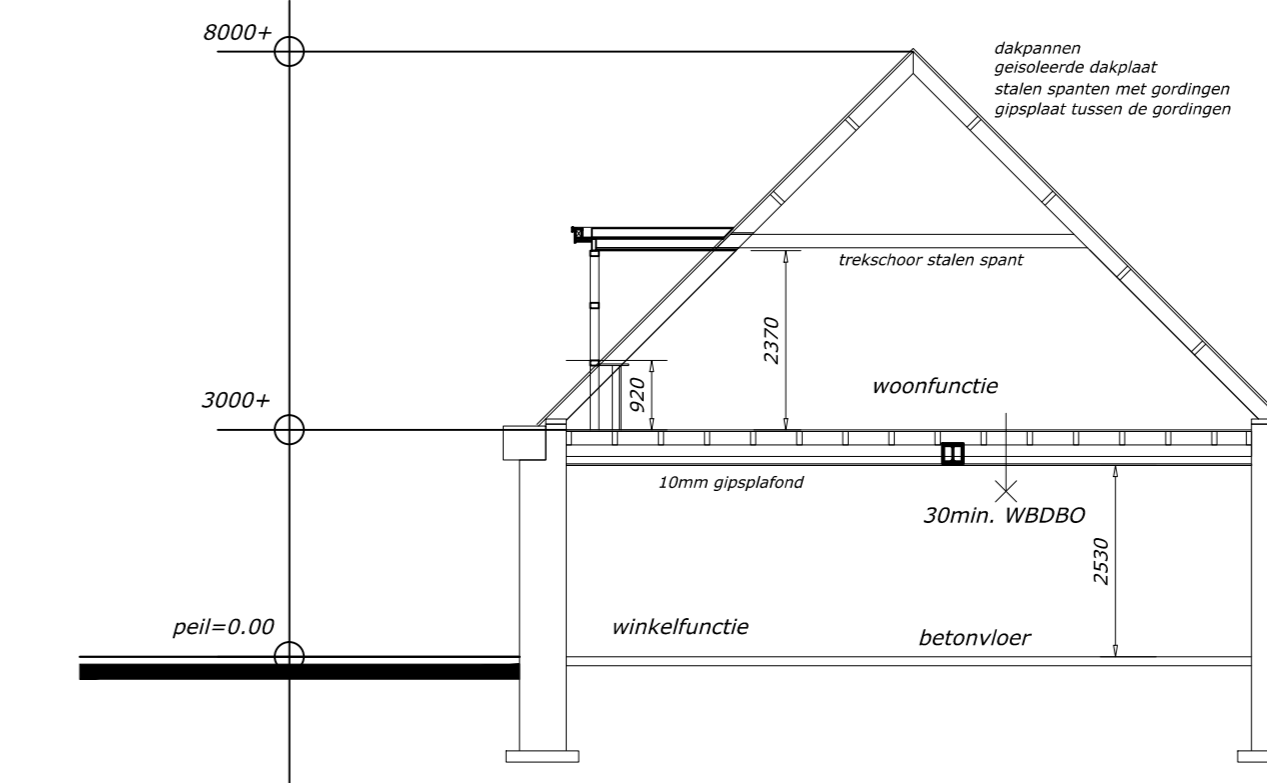 8000+
dakpannen
geisoleerde dakplaat
stalen spanten met gordingen
gipsplaat tussen de gordingen
trekschoor stalen spant
2370
920
woonfunctie
3000+
10mm gipsplafond
30min. WBDBO
2530
peil=0.00
winkelfunctie
betonvloer